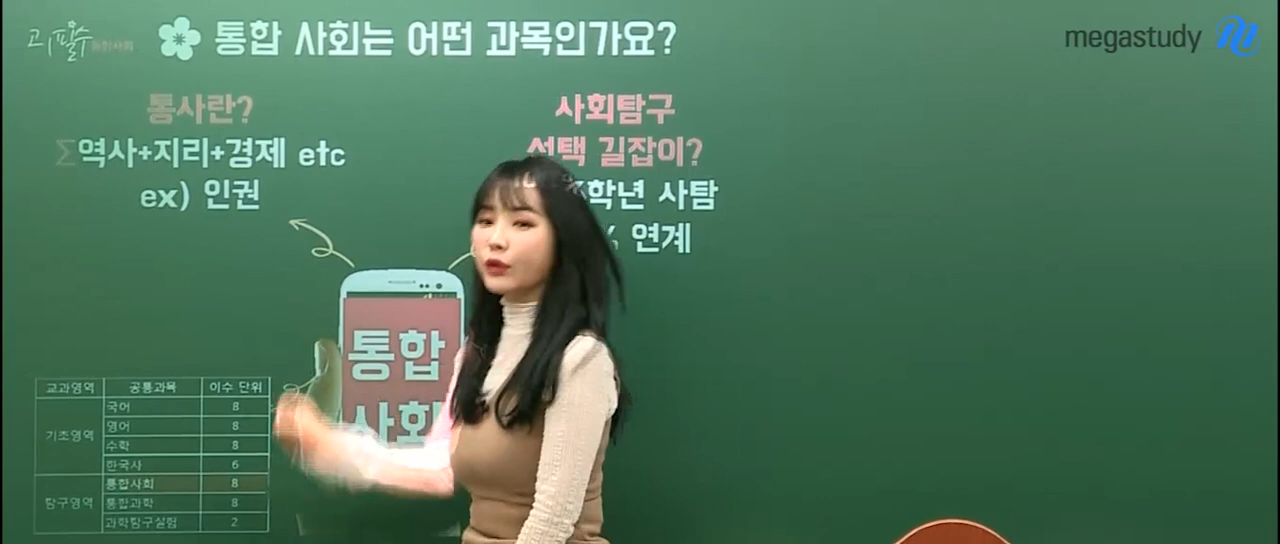 고1필수
통합사회
통합 사회는 어떤 과목인가요?
megastudy
통사란?
Σ역사+지리+경제 etc
ex) 인권
사회탐구
선택 길잡이?
학년 사탐
% 연계
통합
사회
교과영역 공통과목 이수 단위
기초영역
국어 8
영어 8
수학 8
한국사 6
탐구영역
통합사회 8
통합과학 8
과학탐구실험 2